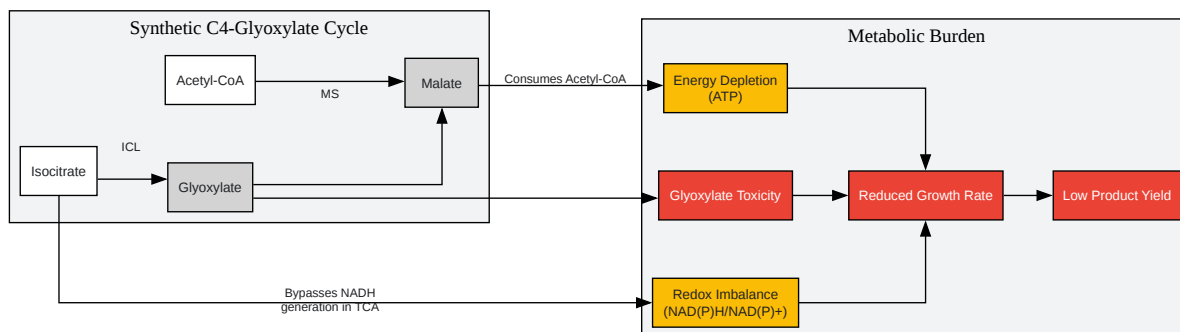 Synthetic C4-Glyoxylate Cycle
Metabolic Burden
Acetyl-CoA
MS
Malate
Consumes Acetyl-CoA
Energy Depletion
(ATP)
Isocitrate
ICL
Glyoxylate
Glyoxylate Toxicity
Reduced Growth Rate
Low Product Yield
Bypasses NADH
generation in TCA
Redox Imbalance
(NAD(P)H/NAD(P)+)